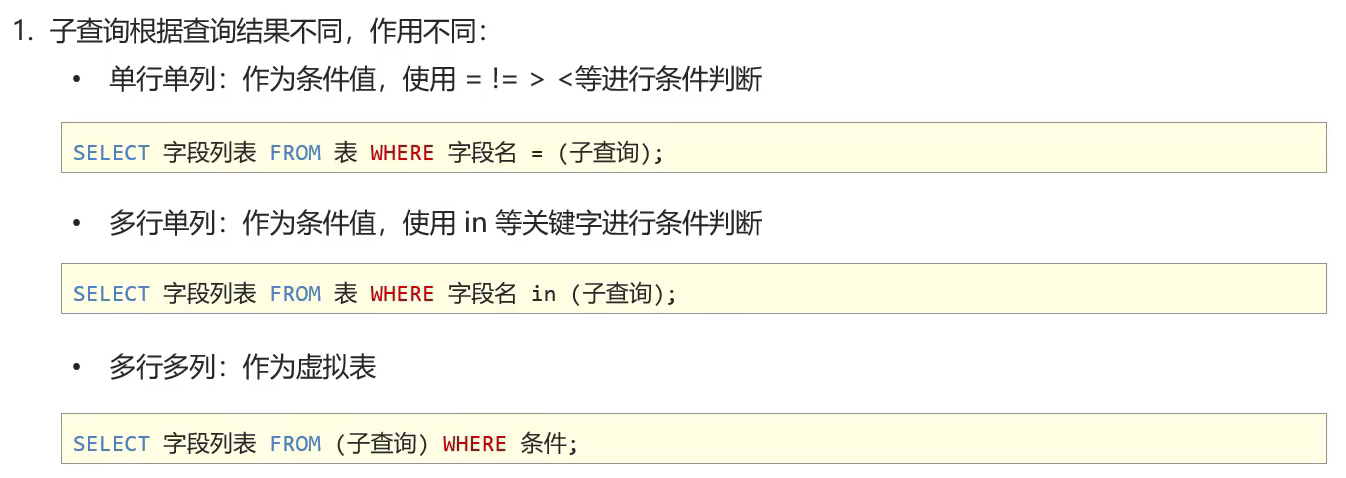 1. 子查询根据查询结果不同，作用不同：
• 单行单列：作为条件值，使用 = != > <等进行条件判断
SELECT 字段列表 FROM 表 WHERE 字段名 = (子查询);
• 多行单列：作为条件值，使用 in 等关键字进行条件判断
SELECT 字段列表 FROM 表 WHERE 字段名 in (子查询);
• 多行多列：作为虚拟表
SELECT 字段列表 FROM (子查询) WHERE 条件;